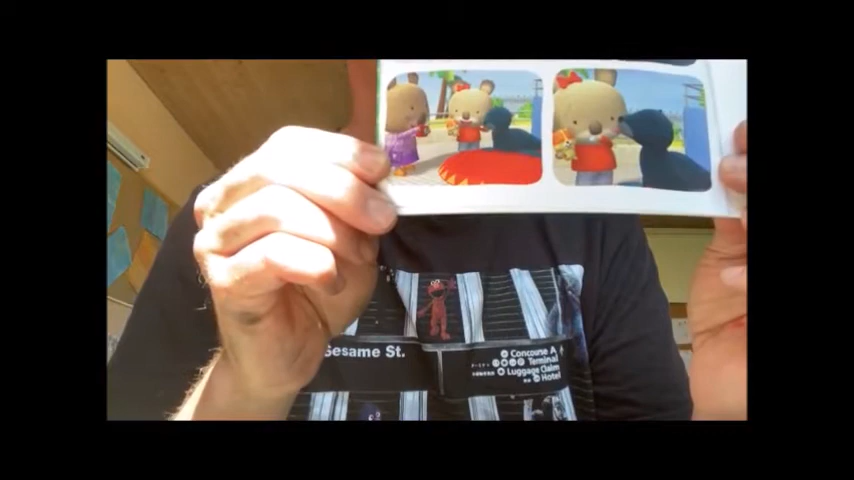 Sesame St.
Concourse A
Terminal
Luggage Claim
Hotel